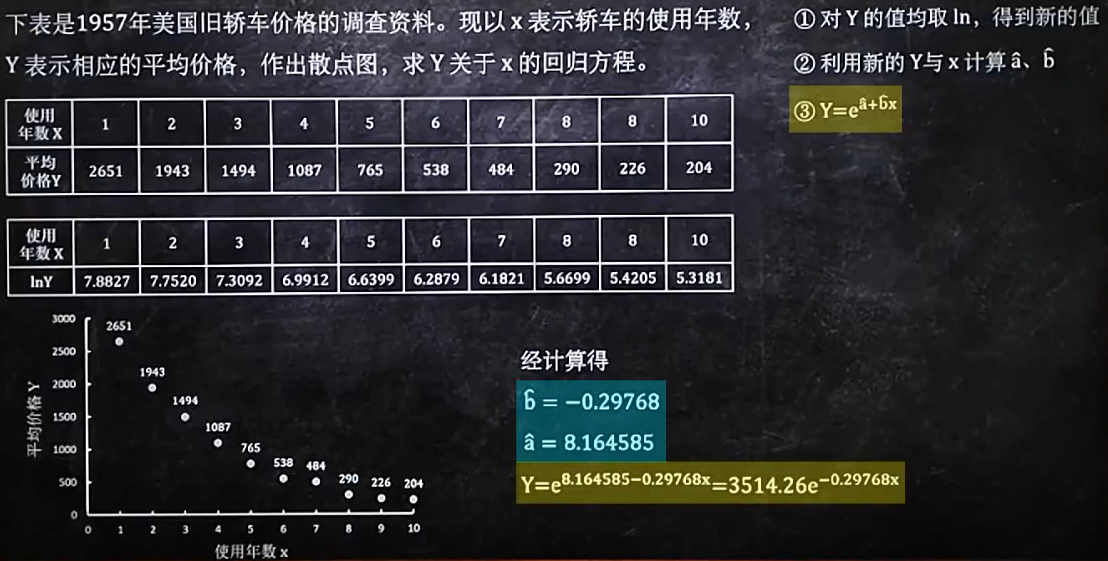 下表是1957年美国旧轿车价格的调查资料。现以 x 表示轿车的使用年数，
Y 表示相应的平均价格，作出散点图，求 Y 关于 x 的回归方程。
① 对 Y 的值均取 ln，得到新的值
② 利用新的 Y与 x 计算 â、b̂
③ Y=e^{â+b̂x}
使用年数 X 1 2 3 4 5 6 7 8 8 10
平均价格Y 2651 1943 1494 1087 765 538 484 290 226 204
使用年数 X 1 2 3 4 5 6 7 8 8 10
lnY 7.8827 7.7520 7.3092 6.9912 6.6399 6.2879 6.1821 5.6699 5.4205 5.3181
平均价格 Y
3000
2500
2000
1500
1000
500
0
2651
1943
1494
1087
765
538
484
290
226
204
0 1 2 3 4 5 6 7 8 9 10
使用年数 x
经计算得
b̂ = −0.29768
â = 8.164585
Y=e^{8.164585−0.29768x}=3514.26e^{−0.29768x}